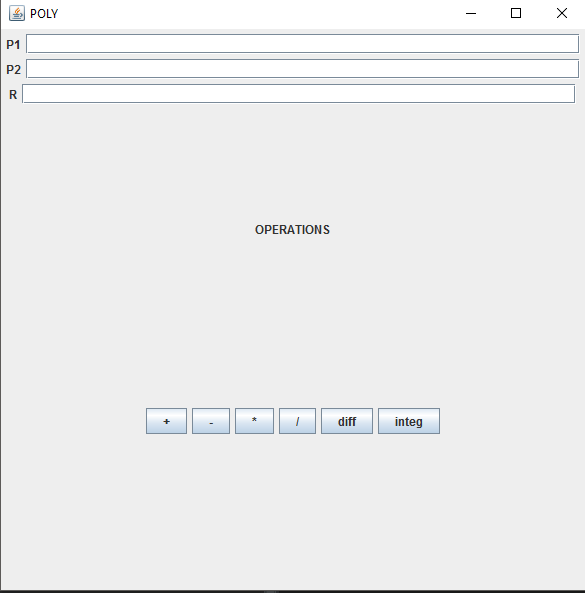 POLY
P1
P2
R
OPERATIONS
+ - * / diff integ